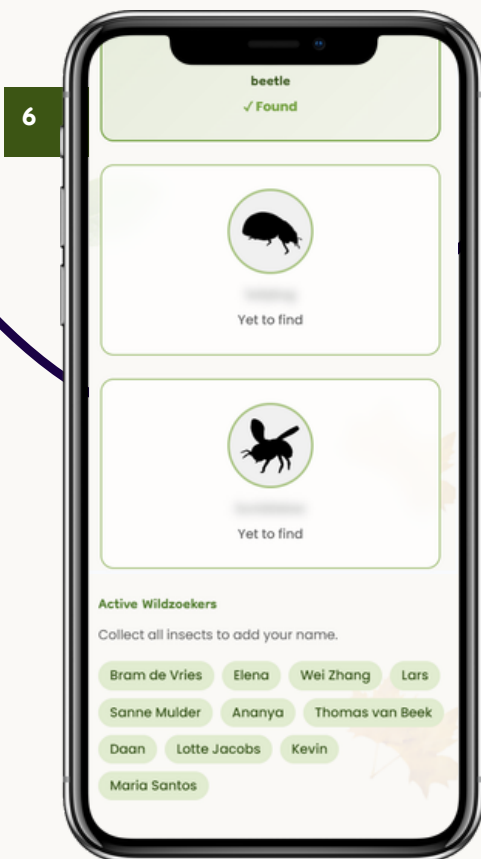 6
beetle
✓ Found
Yet to find
Yet to find
Active Wildzoekers
Collect all insects to add your name.
Bram de Vries Elena Wei Zhang Lars
Sanne Mulder Ananya Thomas van Beek
Daan Lotte Jacobs Kevin
Maria Santos